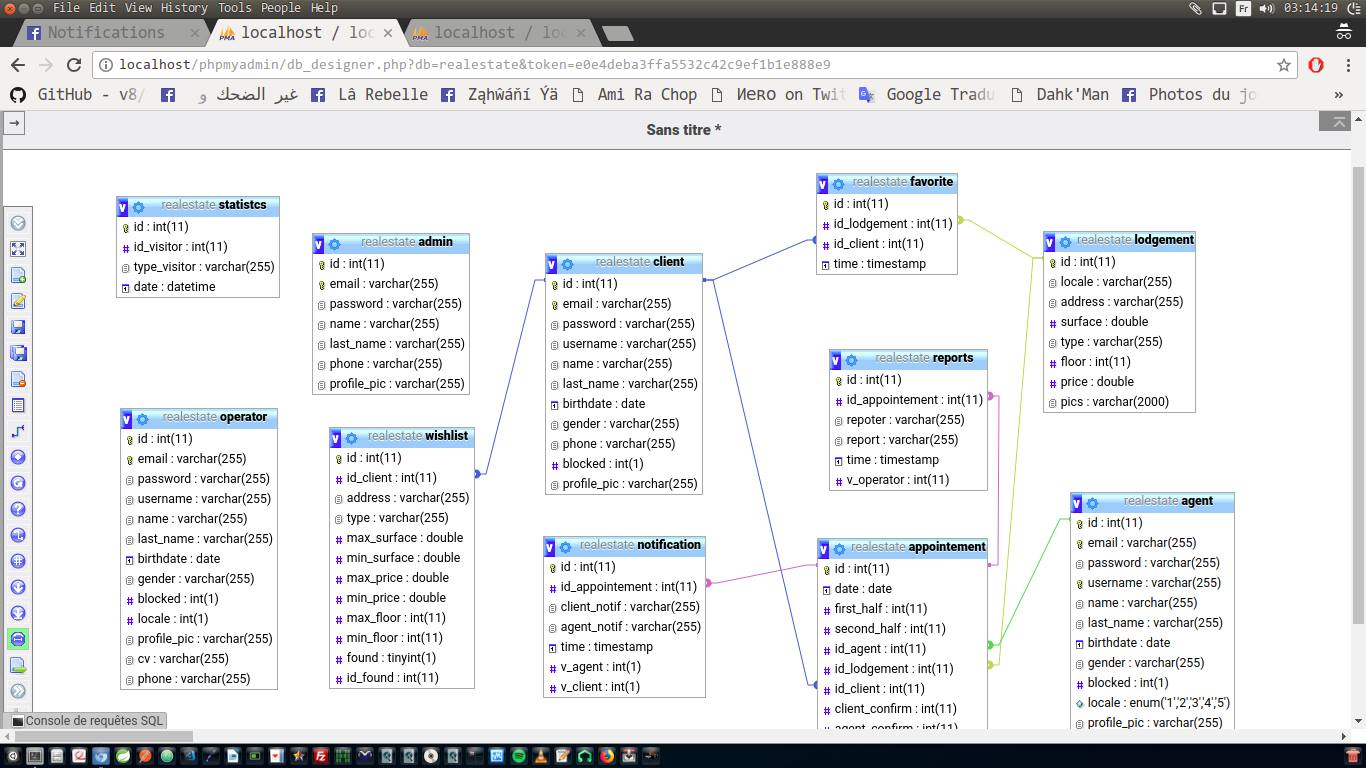 File Edit View History Tools People Help
Fr
03:14:19
Notifications
localhost / loc
localhost / loc
localhost/phpmyadmin/db_designer.php?db=realestate&token=e0e4deba3ffa5532c42c9ef1b1e888e9
GitHub - v8/
غير الضحك و
Lâ Rebelle
Ami Ra Chop
Google Tradu
Dahk'Man
Photos du jo
»
Sans titre *
realestate statistcs
id : int(11)
id_visitor : int(11)
type_visitor : varchar(255)
date : datetime
realestate admin
id : int(11)
email : varchar(255)
password : varchar(255)
name : varchar(255)
last_name : varchar(255)
phone : varchar(255)
profile_pic : varchar(255)
realestate client
id : int(11)
email : varchar(255)
password : varchar(255)
username : varchar(255)
name : varchar(255)
last_name : varchar(255)
birthdate : date
gender : varchar(255)
phone : varchar(255)
blocked : int(1)
profile_pic : varchar(255)
realestate favorite
id : int(11)
id_lodgement : int(11)
id_client : int(11)
time : timestamp
realestate lodgement
id : int(11)
locale : varchar(255)
address : varchar(255)
surface : double
type : varchar(255)
floor : int(11)
price : double
pics : varchar(2000)
realestate reports
id : int(11)
id_appointement : int(11)
repoter : varchar(255)
report : varchar(255)
time : timestamp
v_operator : int(11)
realestate operator
id : int(11)
email : varchar(255)
password : varchar(255)
username : varchar(255)
name : varchar(255)
last_name : varchar(255)
birthdate : date
gender : varchar(255)
blocked : int(1)
locale : int(1)
profile_pic : varchar(255)
cv : varchar(255)
phone : varchar(255)
realestate wishlist
id : int(11)
id_client : int(11)
address : varchar(255)
type : varchar(255)
max_surface : double
min_surface : double
max_price : double
min_price : double
max_floor : int(11)
min_floor : int(11)
found : tinyint(1)
id_found : int(11)
realestate notification
id : int(11)
id_appointement : int(11)
client_notif : varchar(255)
agent_notif : varchar(255)
time : timestamp
v_agent : int(1)
v_client : int(1)
realestate appointement
id : int(11)
date : date
first_half : int(11)
second_half : int(11)
id_agent : int(11)
id_lodgement : int(11)
id_client : int(11)
client_confirm : int(11)
agent_confirm : int(11)
realestate agent
id : int(11)
email : varchar(255)
password : varchar(255)
username : varchar(255)
name : varchar(255)
last_name : varchar(255)
birthdate : date
gender : varchar(255)
blocked : int(1)
locale : enum('1','2','3','4','5')
profile_pic : varchar(255)
Console de requêtes SQL